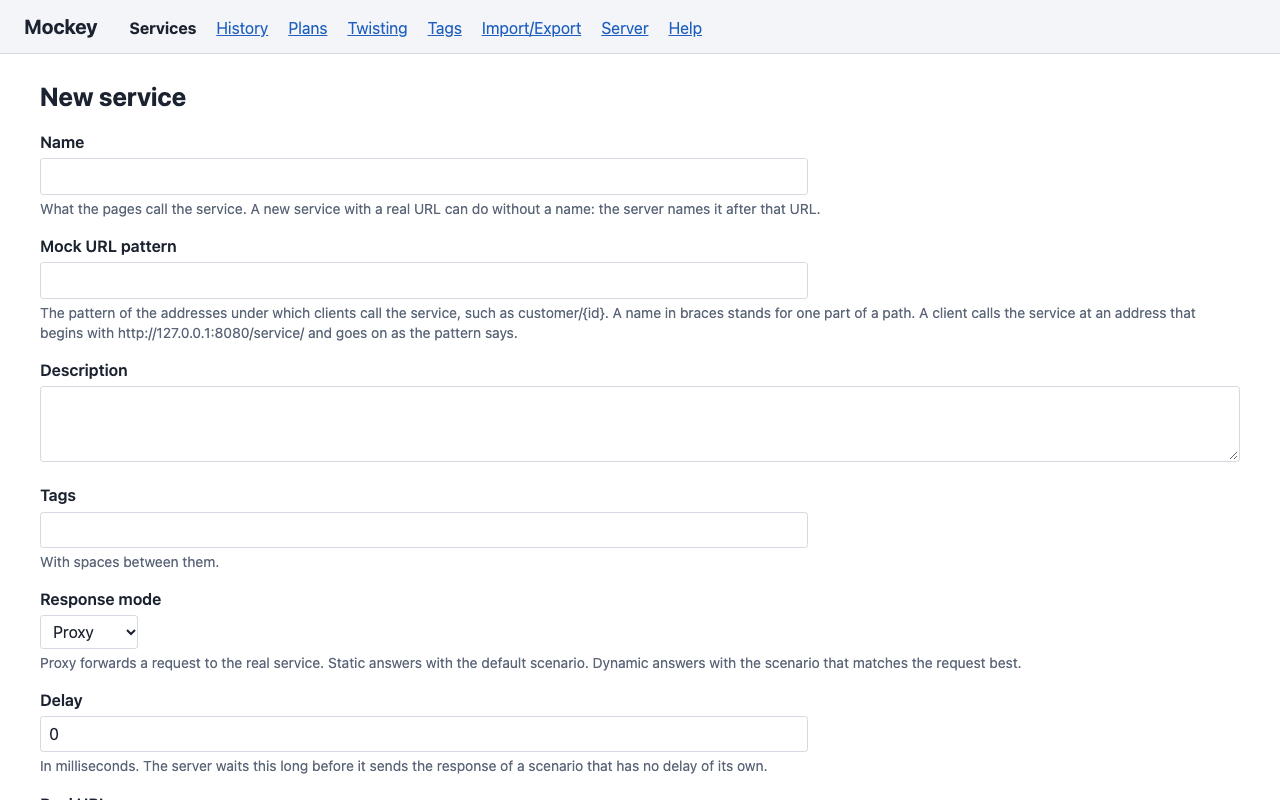 Mockey Services History Plans Twisting Tags Import/Export Server Help
New service
Name
What the pages call the service. A new service with a real URL can do without a name: the server names it after that URL.
Mock URL pattern
The pattern of the addresses under which clients call the service, such as customer/{id}. A name in braces stands for one part of a path. A client calls the service at an address that
begins with http://127.0.0.1:8080/service/ and goes on as the pattern says.
Description
Tags
With spaces between them.
Response mode
Proxy
Proxy forwards a request to the real service. Static answers with the default scenario. Dynamic answers with the scenario that matches the request best.
Delay
0
In milliseconds. The server waits this long before it sends the response of a scenario that has no delay of its own.